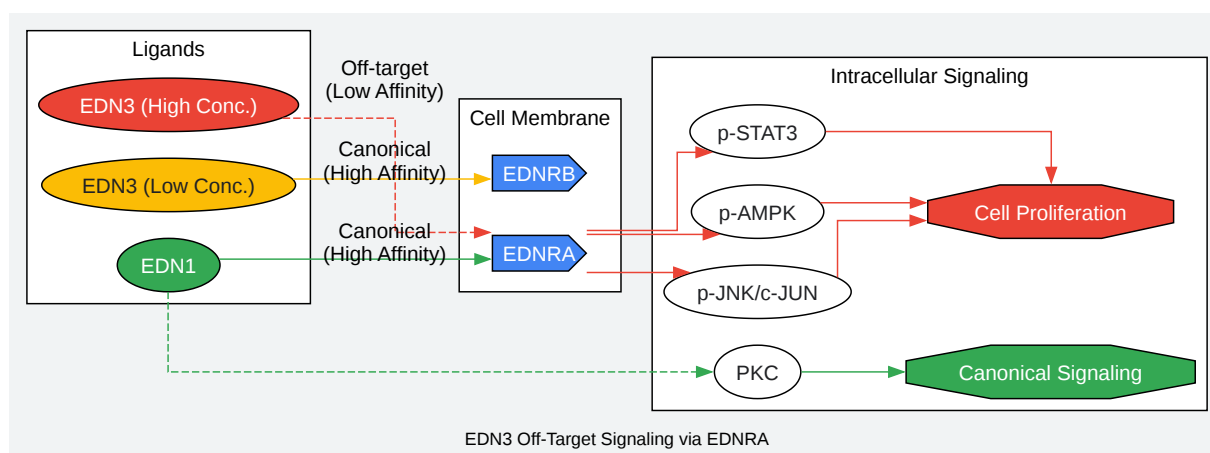 Ligands
EDN3 (High Conc.)
EDN3 (Low Conc.)
EDN1
Off-target
(Low Affinity)
Canonical
(High Affinity)
Canonical
(High Affinity)
Cell Membrane
EDNRB
EDNRA
Intracellular Signaling
p-STAT3
p-AMPK
p-JNK/c-JUN
PKC
Cell Proliferation
Canonical Signaling
EDN3 Off-Target Signaling via EDNRA